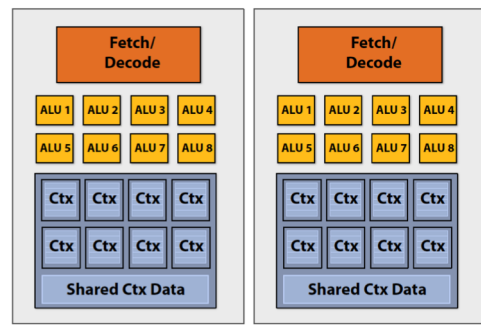 Fetch/
Decode
ALU 1 ALU 2 ALU 3 ALU 4
ALU 5 ALU 6 ALU 7 ALU 8
Ctx Ctx Ctx Ctx
Ctx Ctx Ctx Ctx
Shared Ctx Data
Fetch/
Decode
ALU 1 ALU 2 ALU 3 ALU 4
ALU 5 ALU 6 ALU 7 ALU 8
Ctx Ctx Ctx Ctx
Ctx Ctx Ctx Ctx
Shared Ctx Data